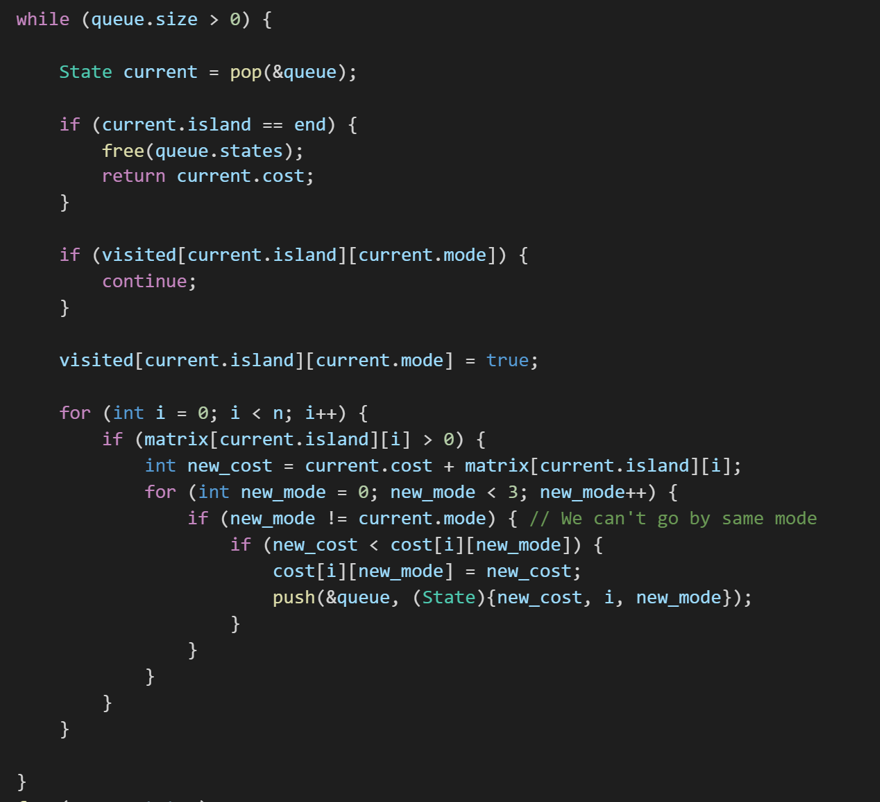 while (queue.size > 0) {
State current = pop(&queue);
if (current.island == end) {
free(queue.states);
return current.cost;
}
if (visited[current.island][current.mode]) {
continue;
}
visited[current.island][current.mode] = true;
for (int i = 0; i < n; i++) {
if (matrix[current.island][i] > 0) {
int new_cost = current.cost + matrix[current.island][i];
for (int new_mode = 0; new_mode < 3; new_mode++) {
if (new_mode != current.mode) { // We can't go by same mode
if (new_cost < cost[i][new_mode]) {
cost[i][new_mode] = new_cost;
push(&queue, (State){new_cost, i, new_mode});
}
}
}
}
}
}